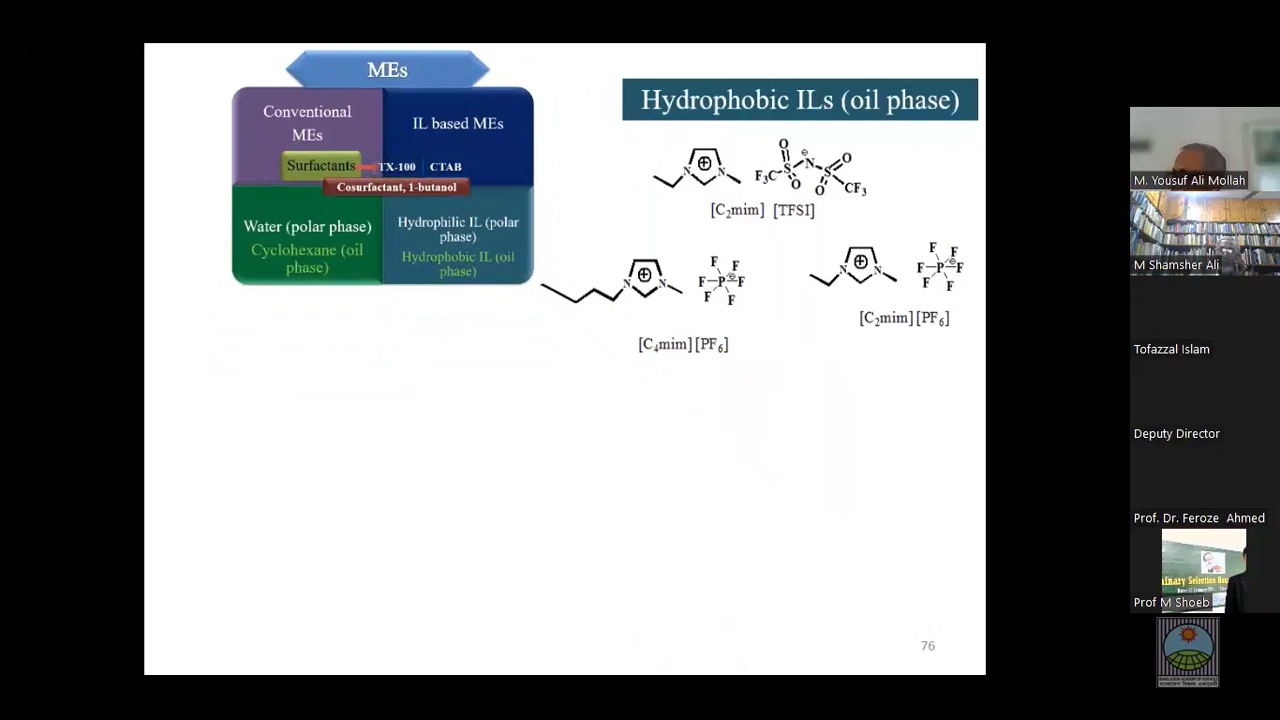 MEs
Conventional
MEs
IL based MEs
Surfactants
TX-100
CTAB
Cosurfactant, 1-butanol
Water (polar phase)
Cyclohexane (oil
phase)
Hydrophilic IL (polar
phase)
Hydrophobic IL (oil
phase)
Hydrophobic ILs (oil phase)
N
N
F₃C
S
O
O
N
⊖
S
O
O
CF₃
[C₂mim] [TFSI]
N
N
F
F
F
P
F
F
F
⊖
[C₄mim][PF₆]
N
N
F
F
F
P
F
F
F
⊖
[C₂mim][PF₆]
76
M. Yousuf Ali Mollah
M Shamsher Ali
Tofazzal Islam
Deputy Director
Prof. Dr. Feroze Ahmed
Prof M Shoeb